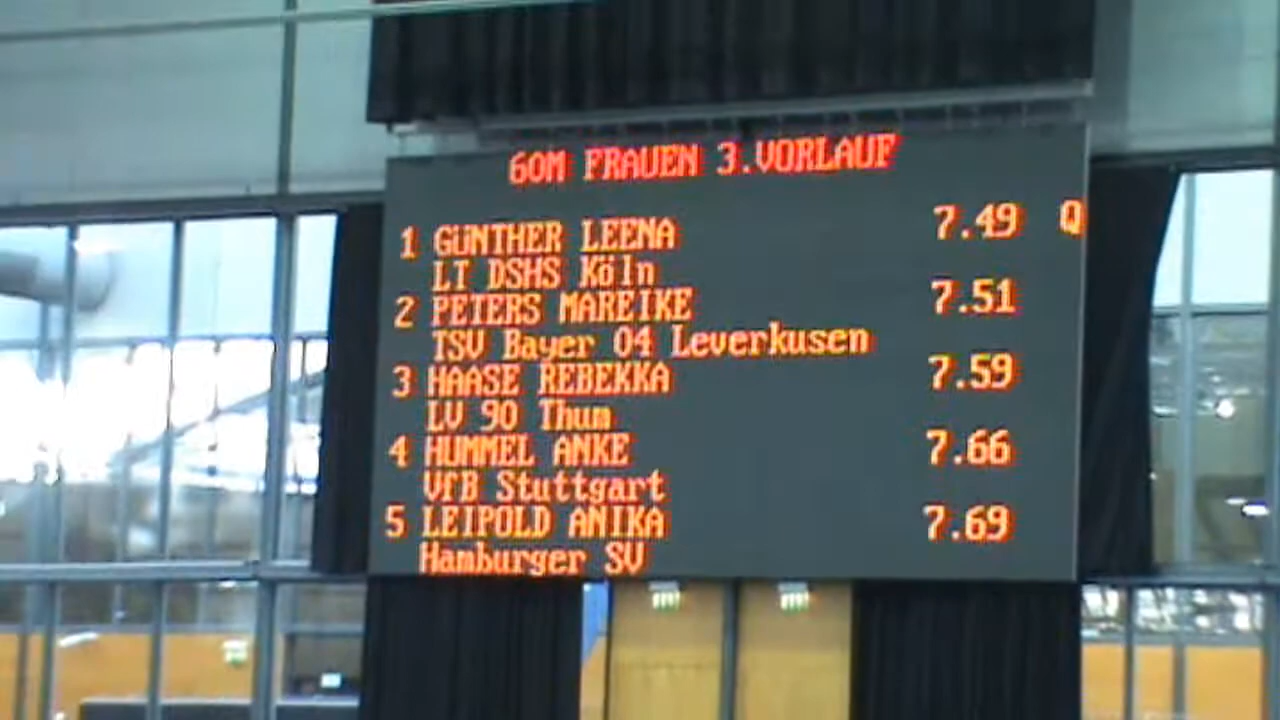 60M FRAUEN 3.VORLAUF
1 GüNTHER LEENA 7.49 Q
LT DSHS Köln
2 PETERS MAREIKE 7.51
TSV Bayer 04 Leverkusen
3 HAASE REBEKKA 7.59
LV 90 Thum
4 HUMMEL ANKE 7.66
VfB Stuttgart
5 LEIPOLD ANIKA 7.69
Hamburger SV